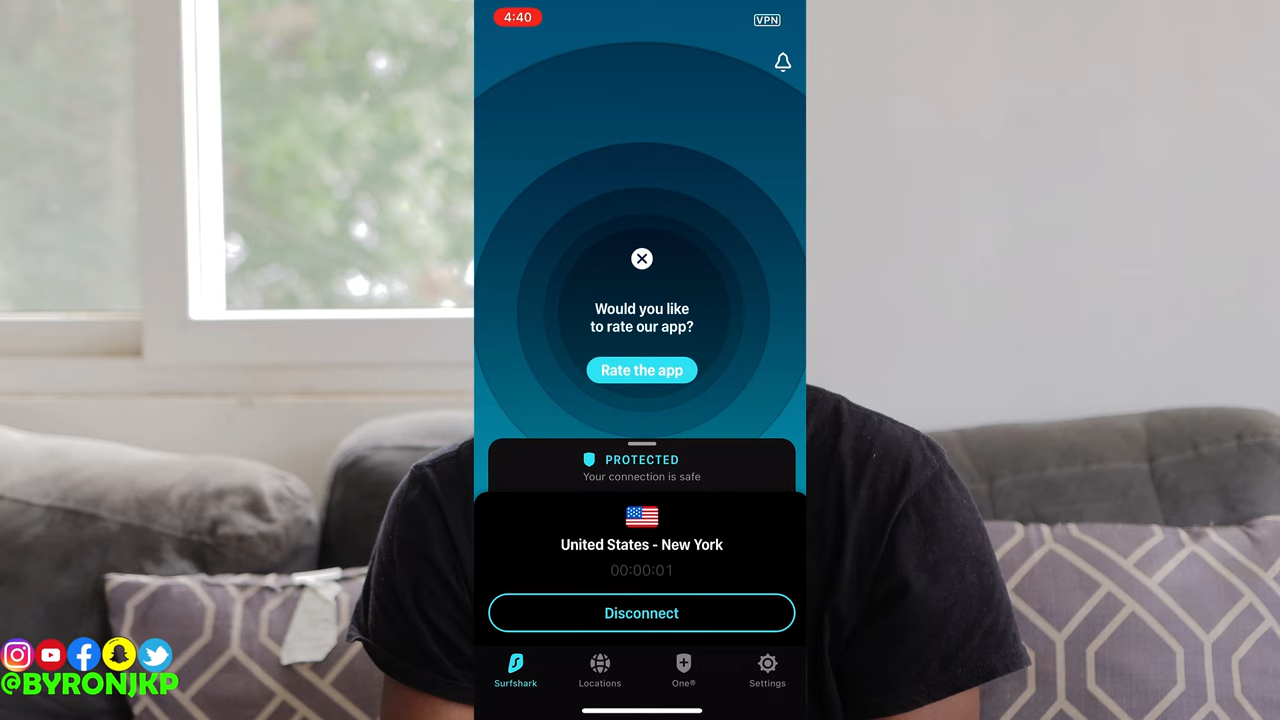 4:40
VPN
Would you like
to rate our app?
Rate the app
PROTECTED
Your connection is safe
United States - New York
00:00:01
Disconnect
Surfshark
Locations
One®
Settings
@BYRONJKP